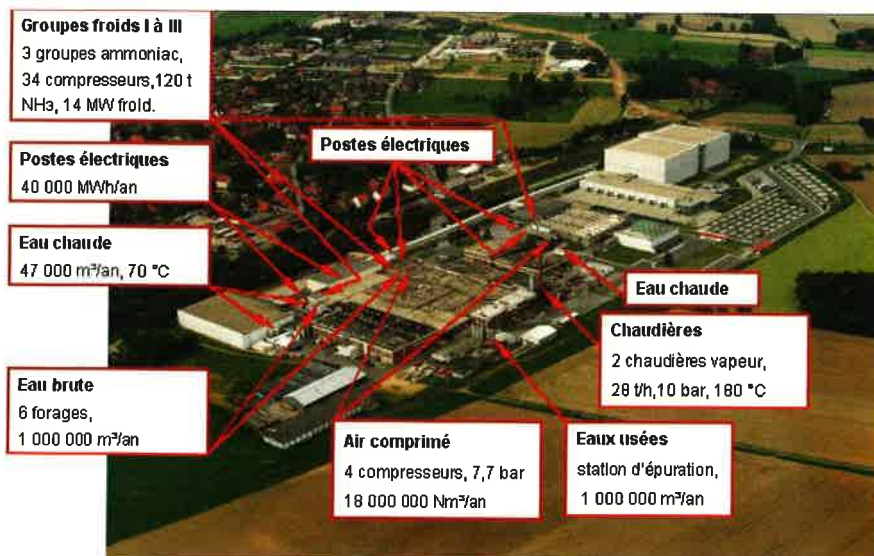 Groupes froids I à III
3 groupes ammoniac,
34 compresseurs,120 t
NH₃, 14 MW froid.
Postes électriques
Postes électriques
40 000 MWh/an
Eau chaude
47 000 m³/an, 70 °C
Eau chaude
Chaudières
2 chaudières vapeur,
28 t/h,10 bar, 180 °C
Eau brute
6 forages,
1 000 000 m³/an
Air comprimé
4 compresseurs, 7,7 bar
18 000 000 Nm³/an
Eaux usées
station d'épuration,
1 000 000 m³/an